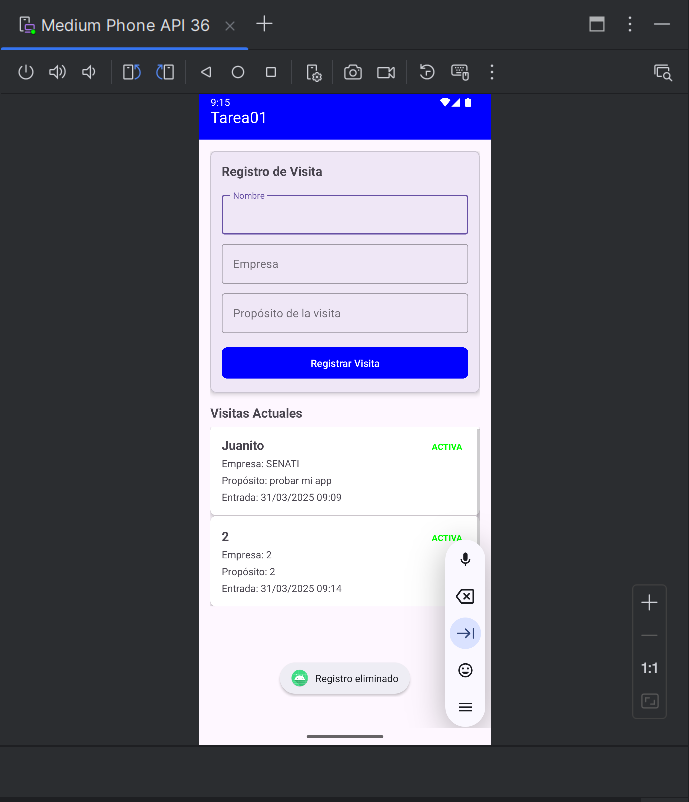 Medium Phone API 36
9:15
Tarea01
Registro de Visita
Nombre
Empresa
Propósito de la visita
Registrar Visita
Visitas Actuales
Juanito ACTIVA
Empresa: SENATI
Propósito: probar mi app
Entrada: 31/03/2025 09:09
2 ACTIVA
Empresa: 2
Propósito: 2
Entrada: 31/03/2025 09:14
1:1
Registro eliminado